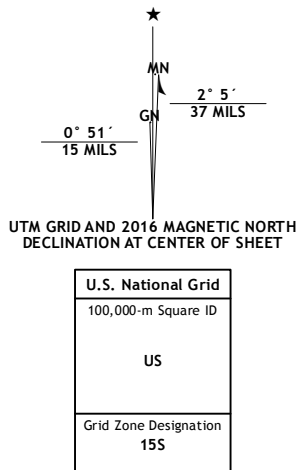 MN
GN
2° 5´
37 MILS
0° 51´
15 MILS
UTM GRID AND 2016 MAGNETIC NORTH
DECLINATION AT CENTER OF SHEET
U.S. National Grid
100,000-m Square ID
US
Grid Zone Designation
15S